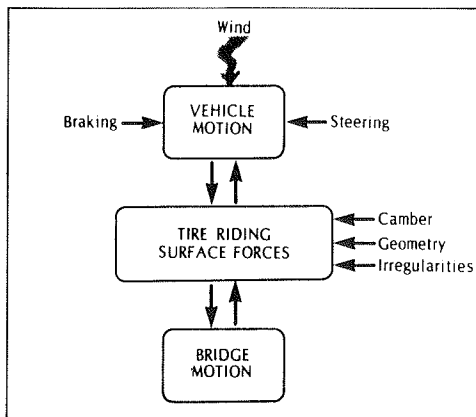 Wind
VEHICLE
MOTION
Braking
Steering
TIRE RIDING
SURFACE FORCES
Camber
Geometry
Irregularities
BRIDGE
MOTION